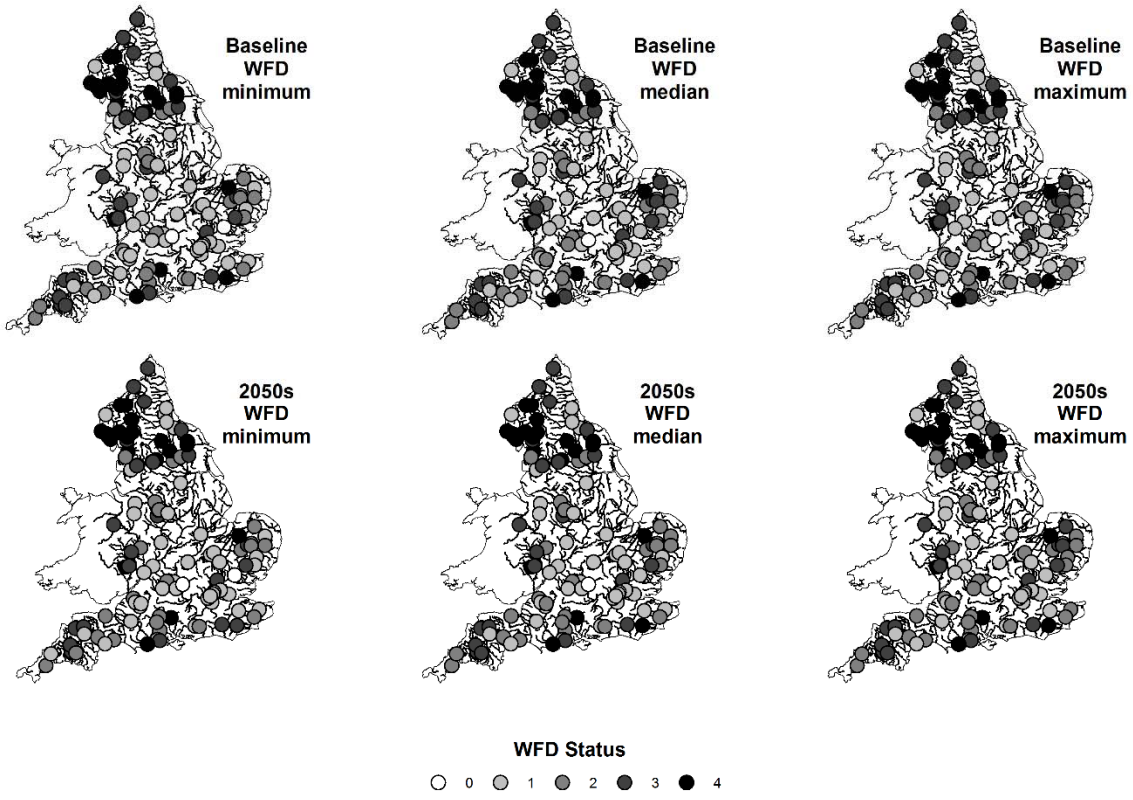 Baseline
WFD
minimum
Baseline
WFD
median
Baseline
WFD
maximum
2050s
WFD
minimum
2050s
WFD
median
2050s
WFD
maximum
WFD Status
0 1 2 3 4